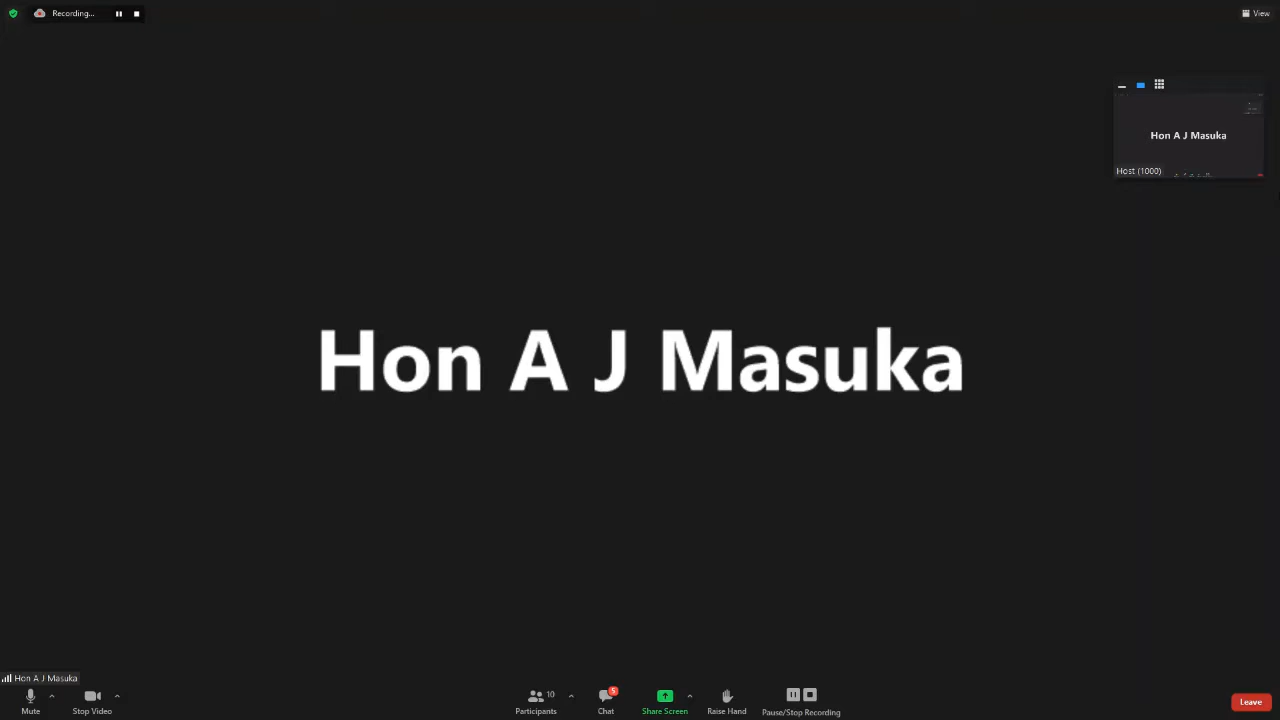 Recording...
View
Hon A J Masuka
Host (1000)
Hon A J Masuka
Hon A J Masuka
Mute
Stop Video
10
Participants
5
Chat
Share Screen
Raise Hand
Pause/Stop Recording
Leave